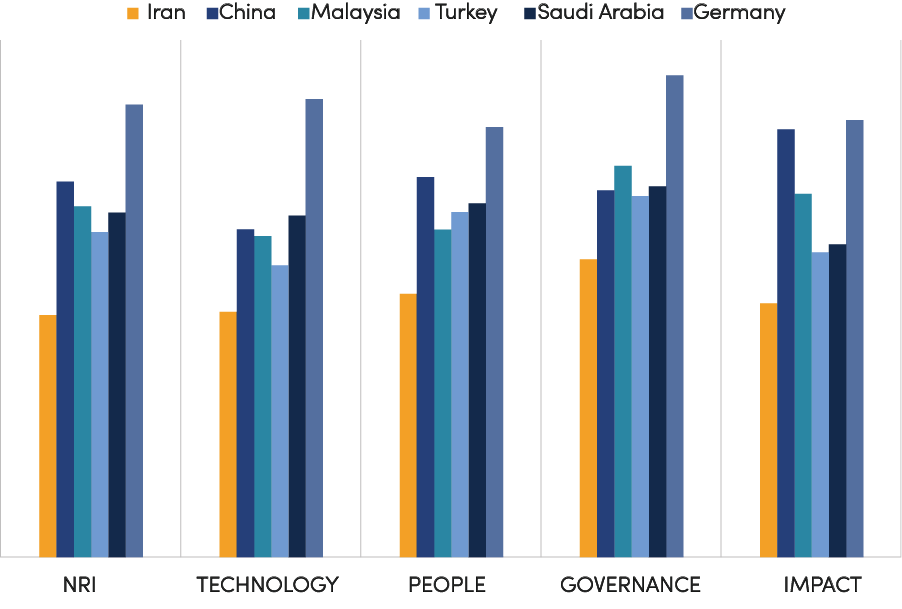 Iran China Malaysia Turkey Saudi Arabia Germany
NRI TECHNOLOGY PEOPLE GOVERNANCE IMPACT